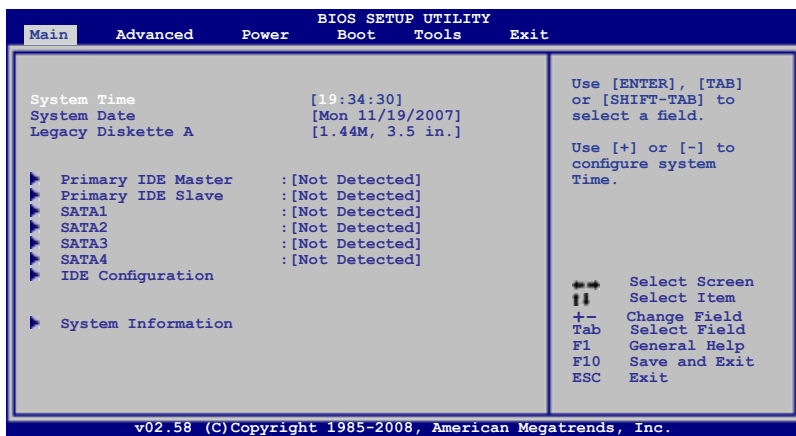 BIOS SETUP UTILITY
Main Advanced Power Boot Tools Exit
System Time [19:34:30]
System Date [Mon 11/19/2007]
Legacy Diskette A [1.44M, 3.5 in.]
Primary IDE Master :[Not Detected]
Primary IDE Slave :[Not Detected]
SATA1 :[Not Detected]
SATA2 :[Not Detected]
SATA3 :[Not Detected]
SATA4 :[Not Detected]
IDE Configuration
System Information
Use [ENTER], [TAB]
or [SHIFT-TAB] to
select a field.
Use [+] or [-] to
configure system
Time.
Select Screen
Select Item
+- Change Field
Tab Select Field
F1 General Help
F10 Save and Exit
ESC Exit
v02.58 (C)Copyright 1985-2008, American Megatrends, Inc.